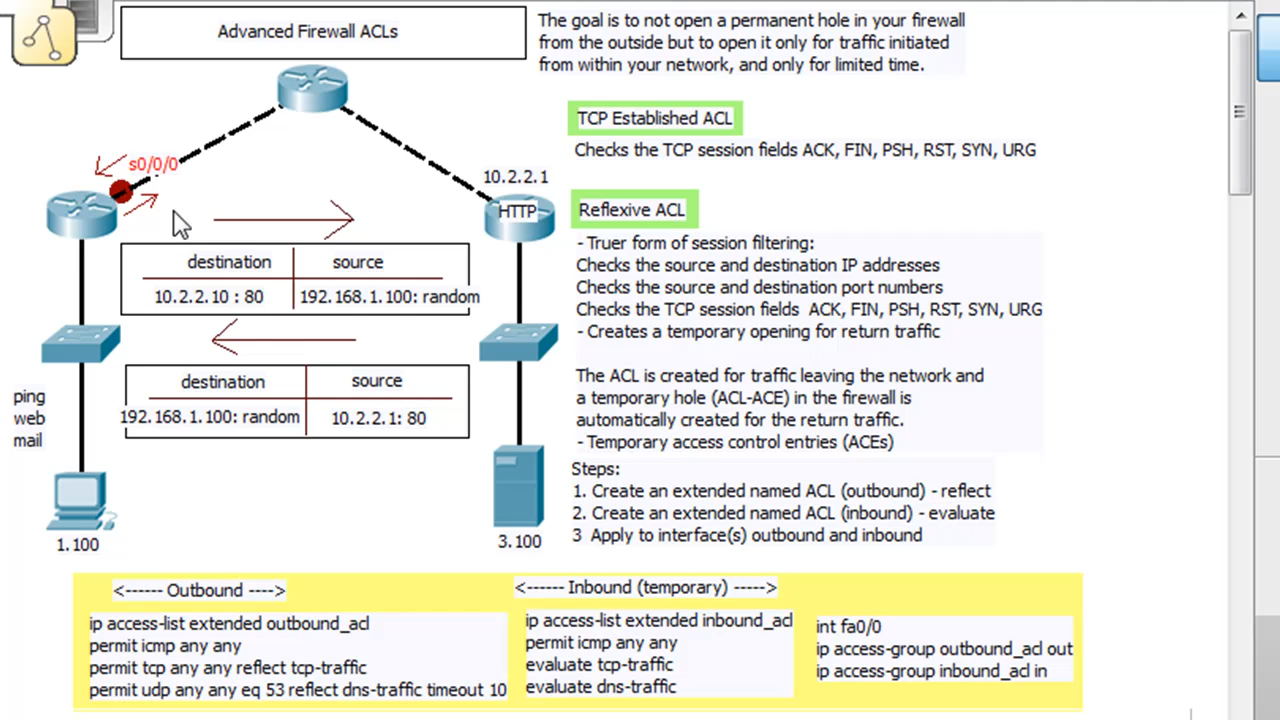 Advanced Firewall ACLs
The goal is to not open a permanent hole in your firewall
from the outside but to open it only for traffic initiated
from within your network, and only for limited time.
TCP Established ACL
Checks the TCP session fields ACK, FIN, PSH, RST, SYN, URG
s0/0/0
10.2.2.1
HTTP
Reflexive ACL
- Truer form of session filtering:
Checks the source and destination IP addresses
Checks the source and destination port numbers
Checks the TCP session fields  ACK, FIN, PSH, RST, SYN, URG
- Creates a temporary opening for return traffic
The ACL is created for traffic leaving the network and
a temporary hole (ACL-ACE) in the firewall is
automatically created for the return traffic.
- Temporary access control entries (ACEs)
destination source
10.2.2.10 : 80 192.168.1.100: random
destination source
192.168.1.100: random 10.2.2.1: 80
ping
web
mail
1.100
3.100
Steps:
1. Create an extended named ACL (outbound) - reflect
2. Create an extended named ACL (inbound) - evaluate
3  Apply to interface(s) outbound and inbound
<------ Outbound ---->
ip access-list extended outbound_acl
permit icmp any any
permit tcp any any reflect tcp-traffic
permit udp any any eq 53 reflect dns-traffic timeout 10
<------ Inbound (temporary) ----->
ip access-list extended inbound_acl
permit icmp any any
evaluate tcp-traffic
evaluate dns-traffic
int fa0/0
ip access-group outbound_acl out
ip access-group inbound_acl in